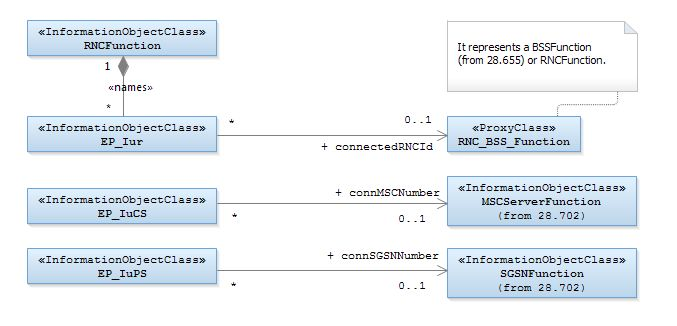 «InformationObjectClass»
RNCFunction
1
«names»
*
«InformationObjectClass»
EP_Iur
*
0..1
+ connectedRNCId
It represents a BSSFunction
(from 28.655) or RNCFunction.
«ProxyClass»
RNC_BSS_Function
«InformationObjectClass»
EP_IuCS
+ connMSCNumber
*
0..1
«InformationObjectClass»
MSCServerFunction
(from 28.702)
«InformationObjectClass»
EP_IuPS
+ connSGSNNumber
*
0..1
«InformationObjectClass»
SGSNFunction
(from 28.702)